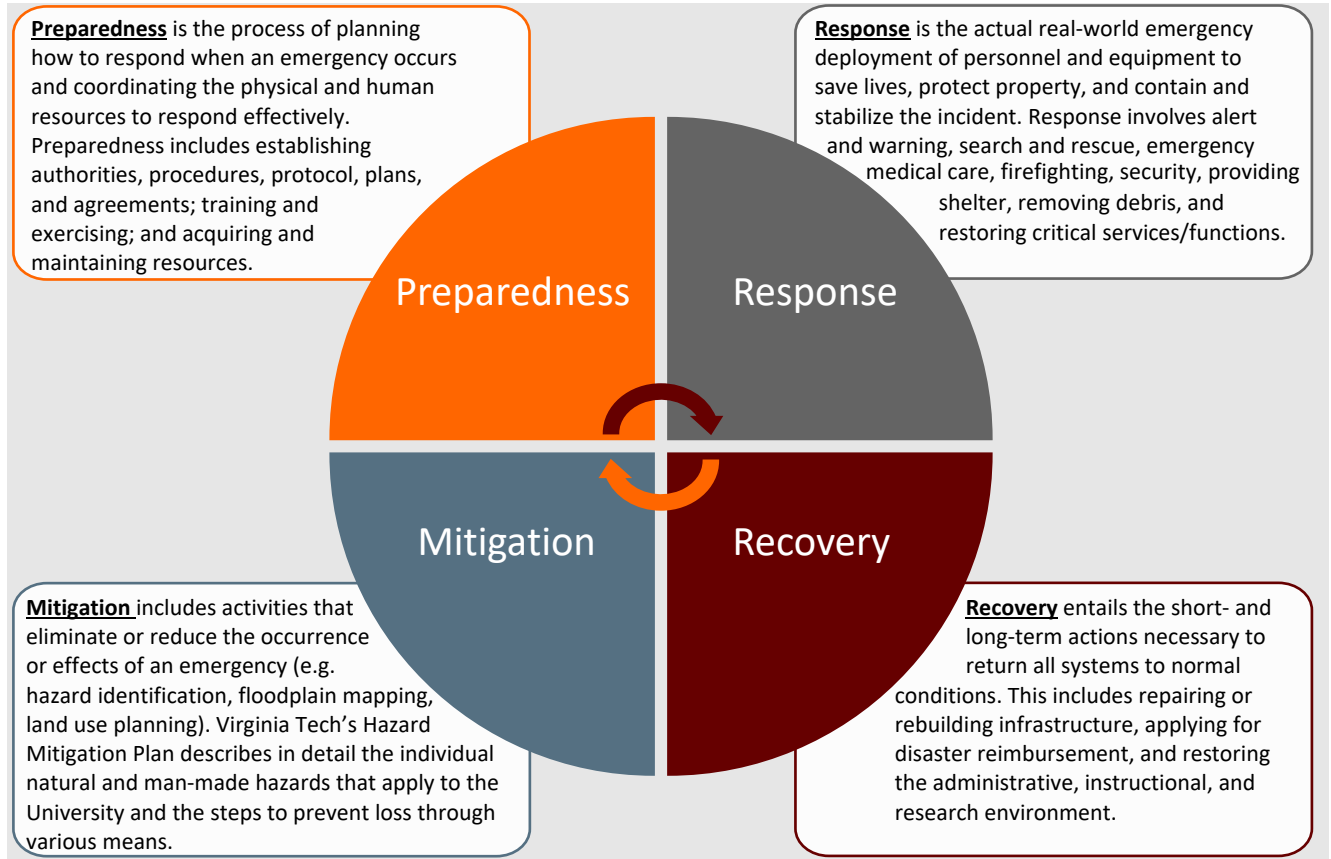 Preparedness is the process of planning
how to respond when an emergency occurs
and coordinating the physical and human
resources to respond effectively.
Preparedness includes establishing
authorities, procedures, protocol, plans,
and agreements; training and
exercising; and acquiring and
maintaining resources.
Response is the actual real-world emergency
deployment of personnel and equipment to
save lives, protect property, and contain and
stabilize the incident. Response involves alert
and warning, search and rescue, emergency
medical care, firefighting, security, providing
shelter, removing debris, and
restoring critical services/functions.
Preparedness
Response
Mitigation
Recovery
Mitigation includes activities that
eliminate or reduce the occurrence
or effects of an emergency (e.g.
hazard identification, floodplain mapping,
land use planning). Virginia Tech’s Hazard
Mitigation Plan describes in detail the individual
natural and man-made hazards that apply to the
University and the steps to prevent loss through
various means.
Recovery entails the short- and
long-term actions necessary to
return all systems to normal
conditions. This includes repairing or
rebuilding infrastructure, applying for
disaster reimbursement, and restoring
the administrative, instructional, and
research environment.